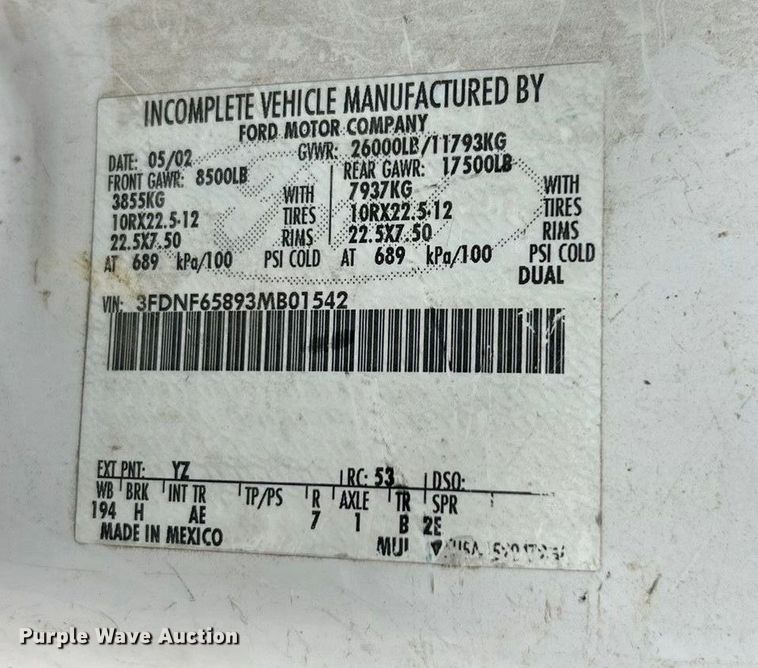 INCOMPLETE VEHICLE MANUFACTURED BY
FORD MOTOR COMPANY
DATE: 05/02 GVWR: 26000LB/11793KG
FRONT GAWR: 8500LB REAR GAWR: 17500LB
3855KG WITH 7937KG WITH
10RX22.5-12 TIRES 10RX22.5-12 TIRES
22.5X7.50 RIMS 22.5X7.50 RIMS
AT 689 kPa/100 PSI COLD AT 689 kPa/100 PSI COLD
DUAL
VIN: 3FDNF65893MB01542
EXT PNT: YZ RC: 53 DSO:
WB BRK INT TR TP/PS R AXLE TR SPR
194 H AE 7 1 B 2E
MADE IN MEXICO
Purple Wave Auction